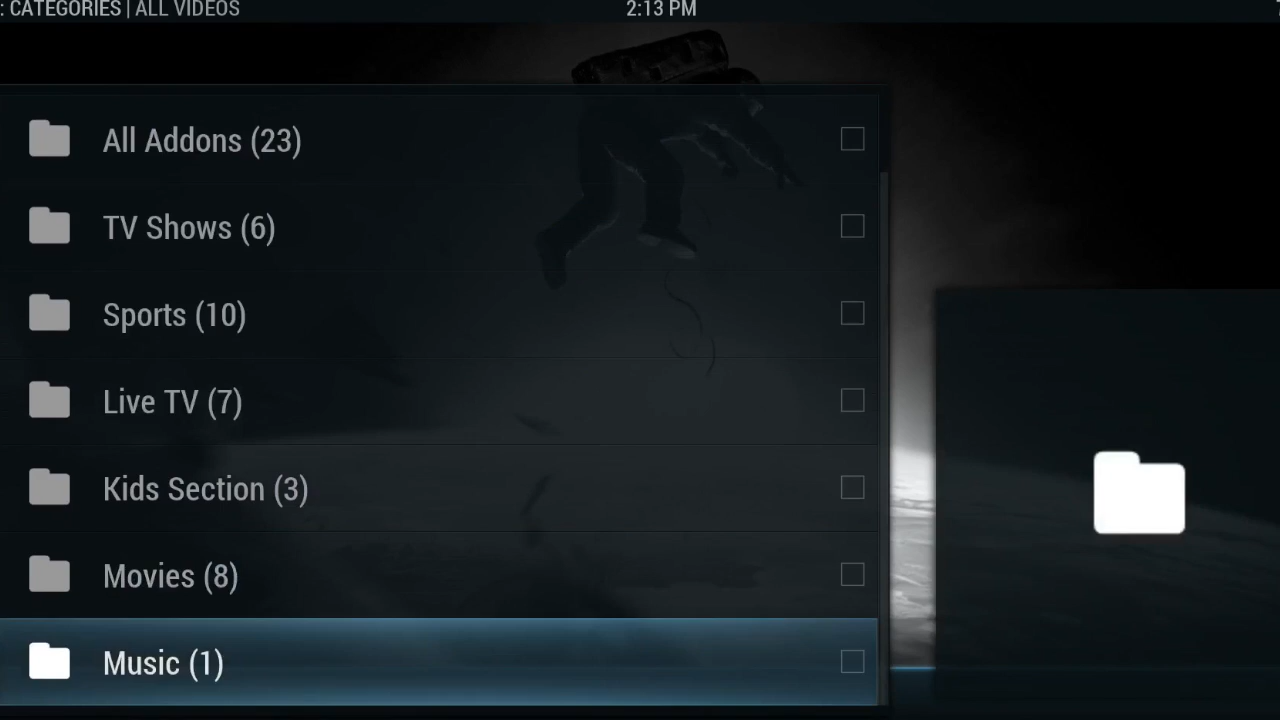 : CATEGORIES | ALL VIDEOS
2:13 PM
All Addons (23)
TV Shows (6)
Sports (10)
Live TV (7)
Kids Section (3)
Movies (8)
Music (1)